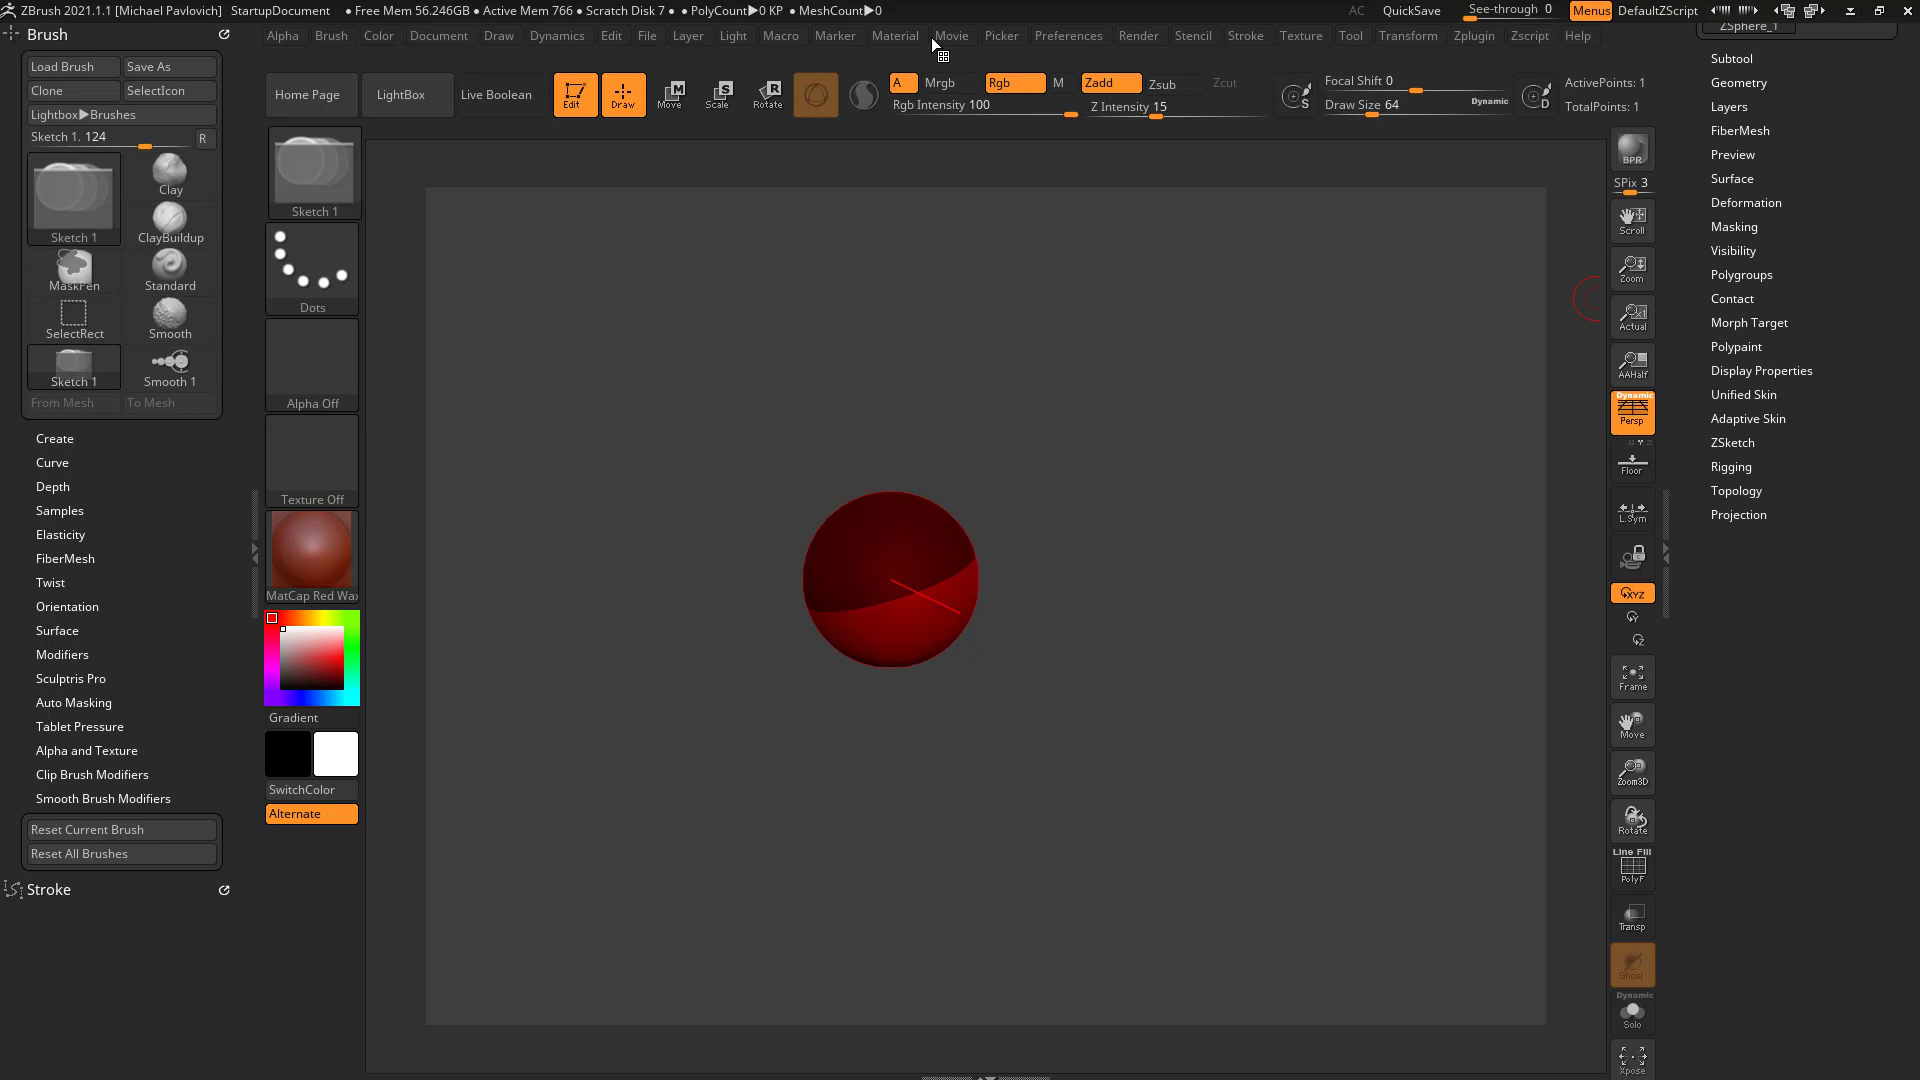 ZBrush 2021.1.1 [Michael Pavlovich] StartupDocument • Free Mem 56.246GB • Active Mem 766 • Scratch Disk 7 • PolyCount▶0 KP • MeshCount▶0 AC QuickSave See-through 0 Menus DefaultZScript
Brush
Alpha Brush Color Document Draw Dynamics Edit File Layer Light Macro Marker Material Movie Picker Preferences Render Stencil Stroke Texture Tool Transform Zplugin Zscript Help
ZSphere_1
Load Brush Save As
Clone SelectIcon
Lightbox▶Brushes
Sketch 1. 124 R
Clay
Sketch 1 ClayBuildup
MaskPen Standard
SelectRect Smooth
Sketch 1 Smooth 1
From Mesh To Mesh
Create
Curve
Depth
Samples
Elasticity
FiberMesh
Twist
Orientation
Surface
Modifiers
Sculptris Pro
Auto Masking
Tablet Pressure
Alpha and Texture
Clip Brush Modifiers
Smooth Brush Modifiers
Reset Current Brush
Reset All Brushes
Stroke
Home Page LightBox Live Boolean Edit Draw Move Scale Rotate
A Mrgb Rgb M Zadd Zsub Zcut
Rgb Intensity 100 Z Intensity 15
Focal Shift 0
Draw Size 64 Dynamic
ActivePoints: 1
TotalPoints: 1
Sketch 1
Dots
Alpha Off
Texture Off
MatCap Red Wax
Gradient
SwitchColor
Alternate
BPR
SPix 3
Scroll
Zoom
Actual
AAHalf
Dynamic
Persp
Floor
L.Sym
XYZ
Y
Z
Frame
Move
Zoom3D
Rotate
Line Fill
PolyF
Transp
Ghost
Dynamic
Solo
Xpose
Subtool
Geometry
Layers
FiberMesh
Preview
Surface
Deformation
Masking
Visibility
Polygroups
Contact
Morph Target
Polypaint
Display Properties
Unified Skin
Adaptive Skin
ZSketch
Rigging
Topology
Projection